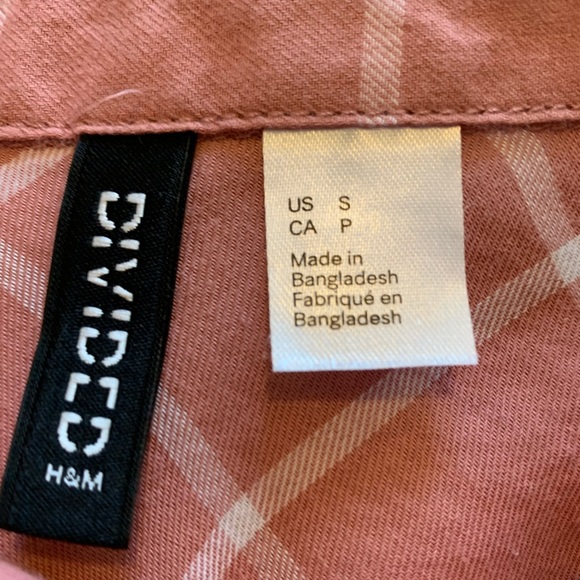 DIVIDED
H&M
US S
CA P
Made in
Bangladesh
Fabriqué en
Bangladesh